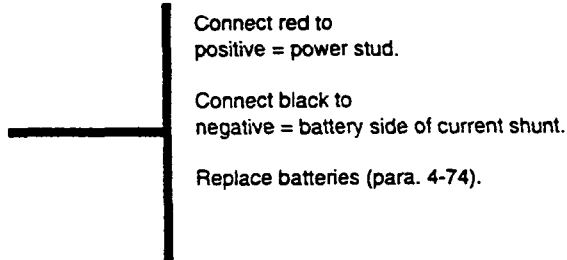 Connect red to
positive = power stud.
Connect black to
negative = battery side of current shunt.
Replace batteries (para. 4-74).